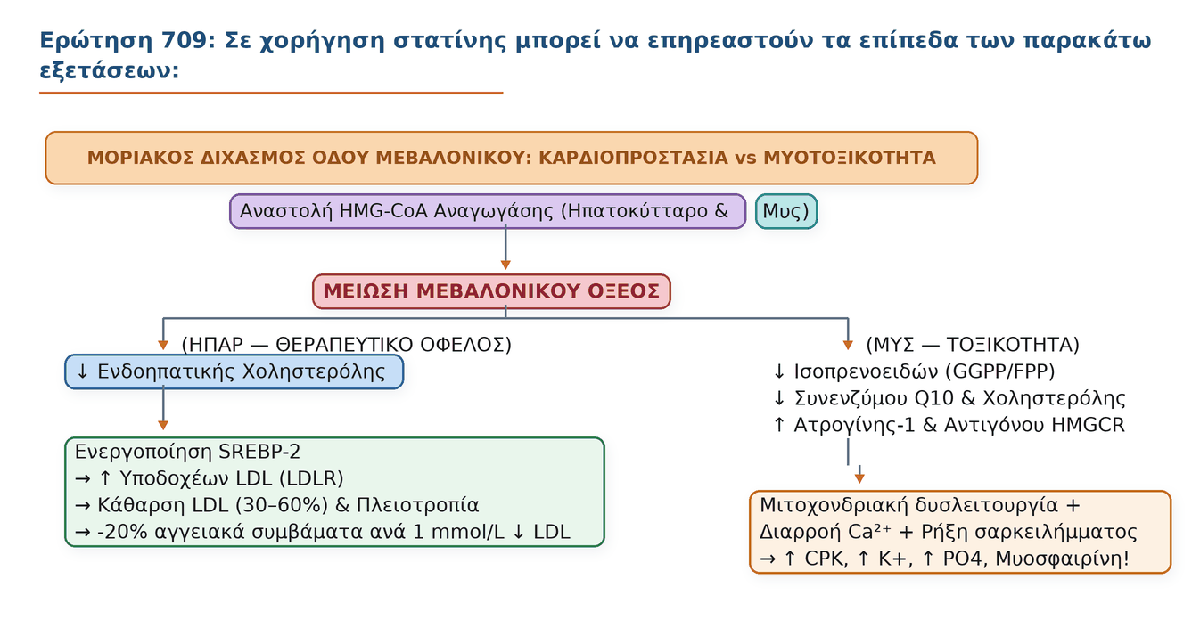 Ερώτηση 709: Σε χορήγηση στατίνης μπορεί να επηρεαστούν τα επίπεδα των παρακάτω
εξετάσεων:
ΜΟΡΙΑΚΟΣ ΔΙΧΑΣΜΟΣ ΟΔΟΥ ΜΕΒΑΛΟΝΙΚΟΥ: ΚΑΡΔΙΟΠΡΟΣΤΑΣΙΑ vs ΜΥΟΤΟΞΙΚΟΤΗΤΑ
Αναστολή HMG-CoA Αναγωγάσης (Ηπατοκύτταρο & Μυς)
ΜΕΙΩΣΗ ΜΕΒΑΛΟΝΙΚΟΥ ΟΞΕΟΣ
(ΗΠΑΡ — ΘΕΡΑΠΕΥΤΙΚΟ ΟΦΕΛΟΣ)
↓ Ενδοηπατικής Χοληστερόλης
Ενεργοποίηση SREBP-2
→ ↑ Υποδοχέων LDL (LDLR)
→ Κάθαρση LDL (30–60%) & Πλειοτροπία
→ -20% αγγειακά συμβάματα ανά 1 mmol/L ↓ LDL
(ΜΥΣ — ΤΟΞΙΚΟΤΗΤΑ)
↓ Ισοπρενοειδών (GGPP/FPP)
↓ Συνενζύμου Q10 & Χοληστερόλης
↑ Ατρογίνης-1 & Αντιγόνου HMGCR
Μιτοχονδριακή δυσλειτουργία +
Διαρροή Ca²⁺ + Ρήξη σαρκειλήμματος
→ ↑ CPK, ↑ K+, ↑ PO4, Μυοσφαιρίνη!